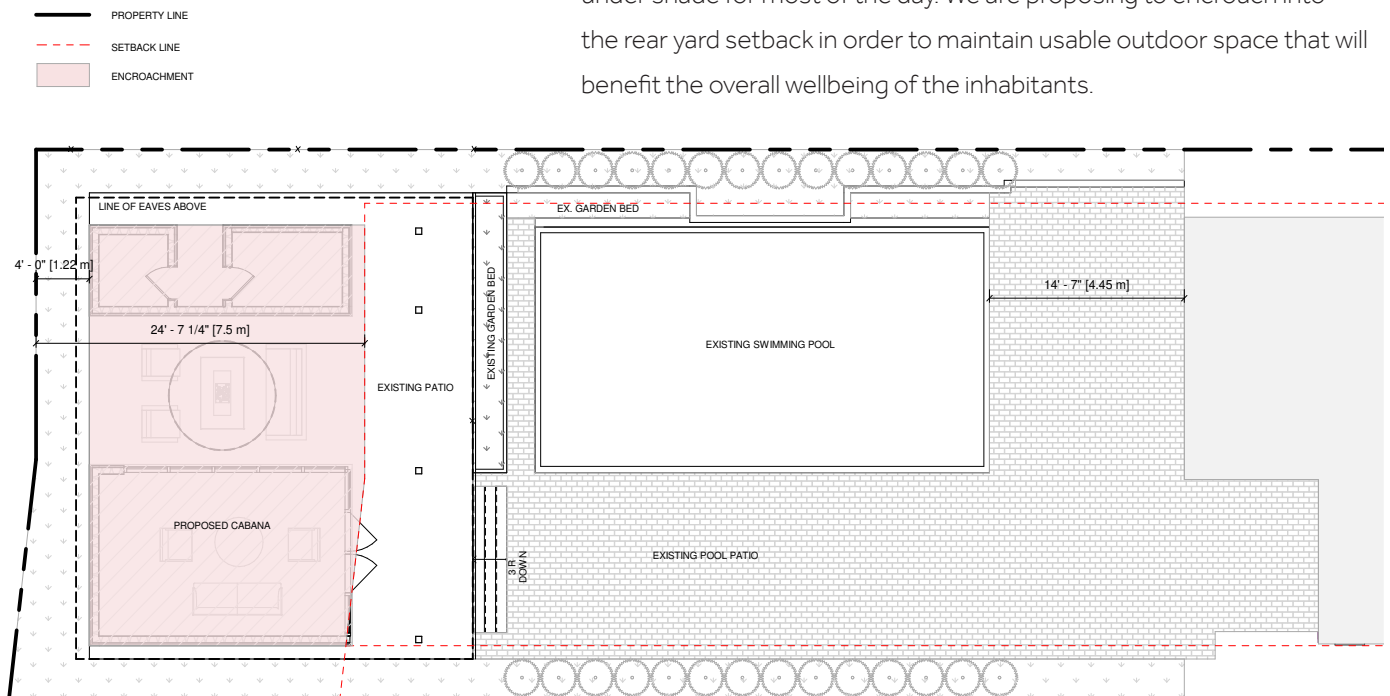 under shade for most of the day. We are proposing to encroach into
the rear yard setback in order to maintain usable outdoor space that will
benefit the overall wellbeing of the inhabitants.
PROPERTY LINE
SETBACK LINE
ENCROACHMENT
LINE OF EAVES ABOVE
EX. GARDEN BED
4' - 0" [1.22 m]
24' - 7 1/4" [7.5 m]
14' - 7" [4.45 m]
EXISTING GARDEN BED
EXISTING SWIMMING POOL
EXISTING PATIO
PROPOSED CABANA
3 R
DOWN
EXISTING POOL PATIO